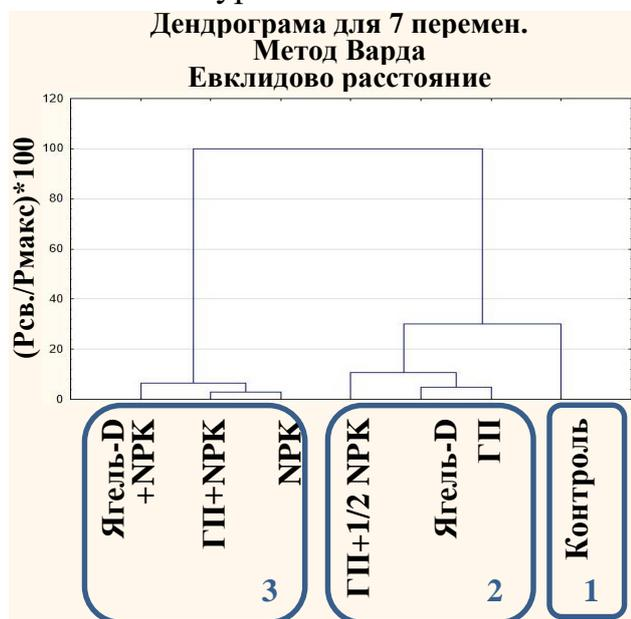 Дендрограма для 7 перемен.
Метод Варда
Евклидово расстояние
(Рсв./Рмакс)*100
120
100
80
60
40
20
0
Ягель-D
+NPK
ГП+NPK
NPK
ГП+1/2 NPK
Ягель-D
ГП
Контроль
3
2
1